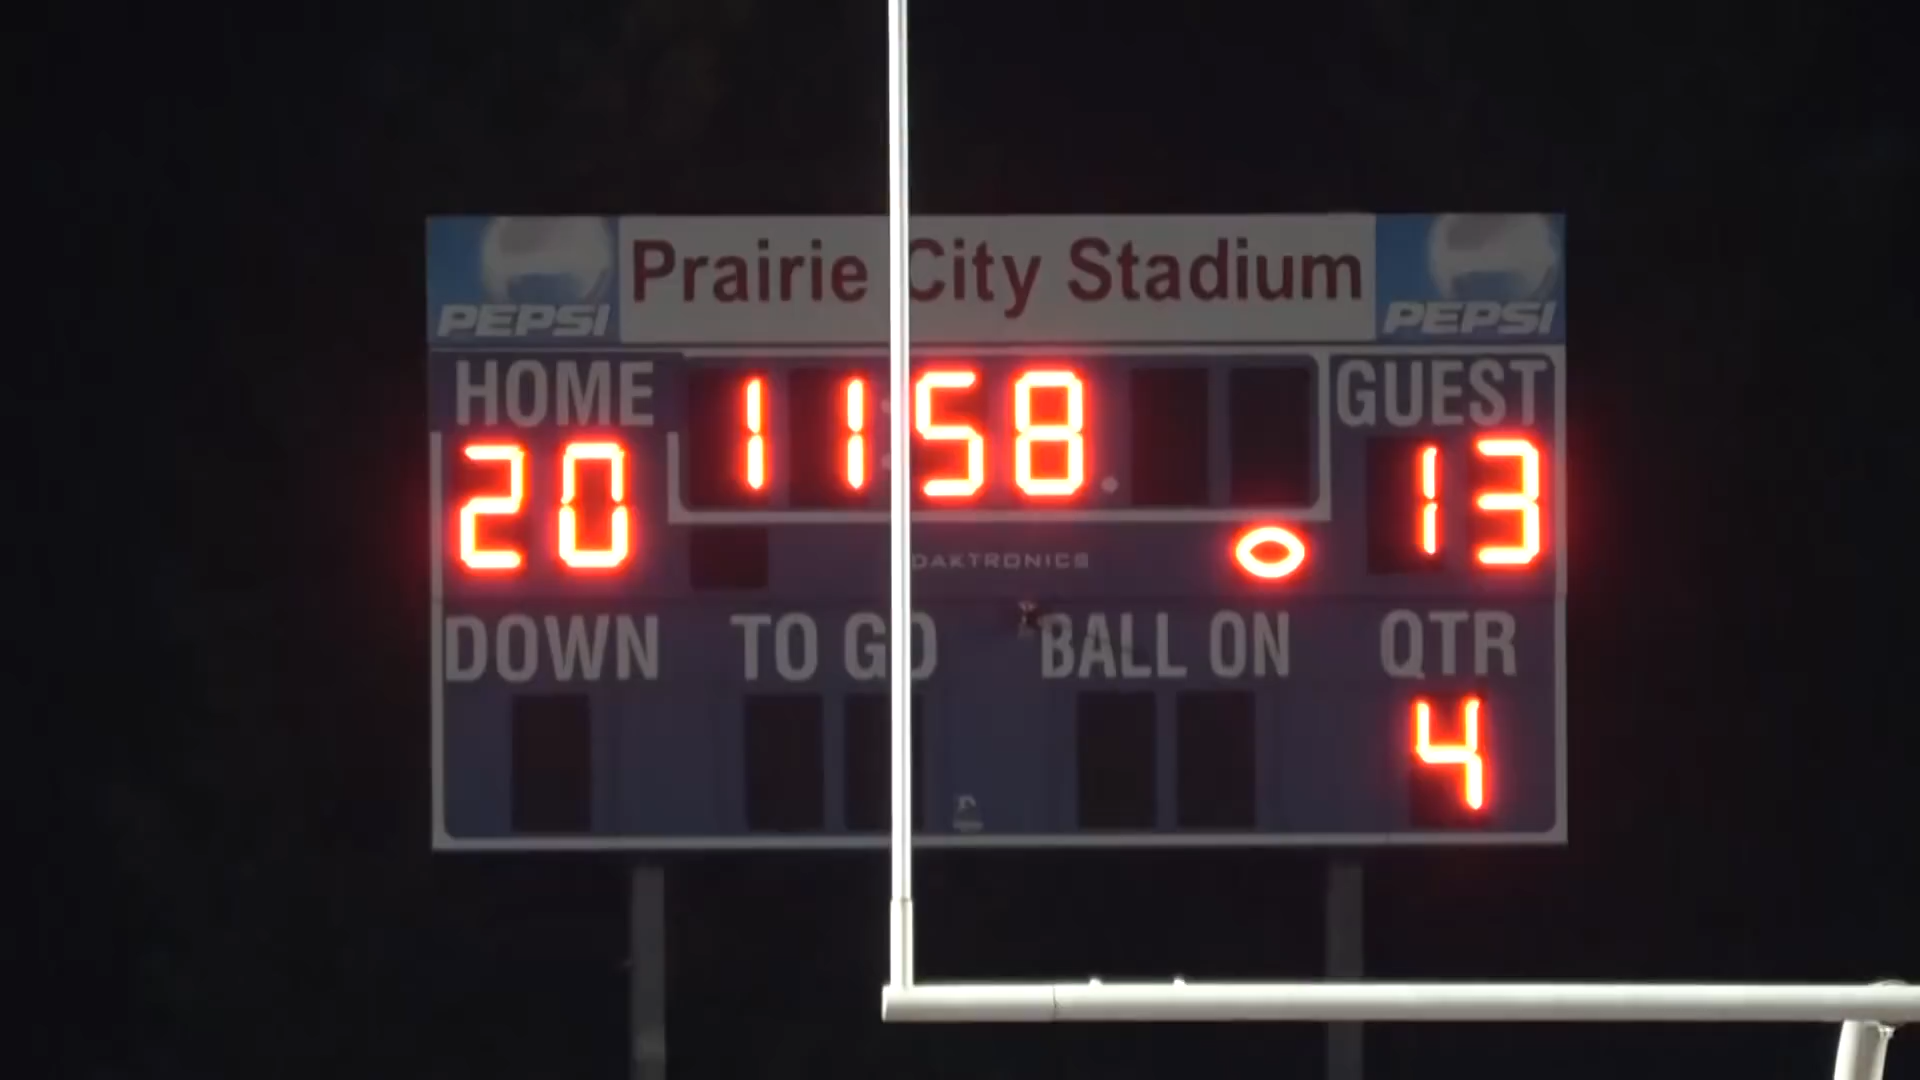 PEPSI Prairie City Stadium PEPSI
HOME 11:58 GUEST
20 13
DAKTRONICS
DOWN TO GO BALL ON QTR
4